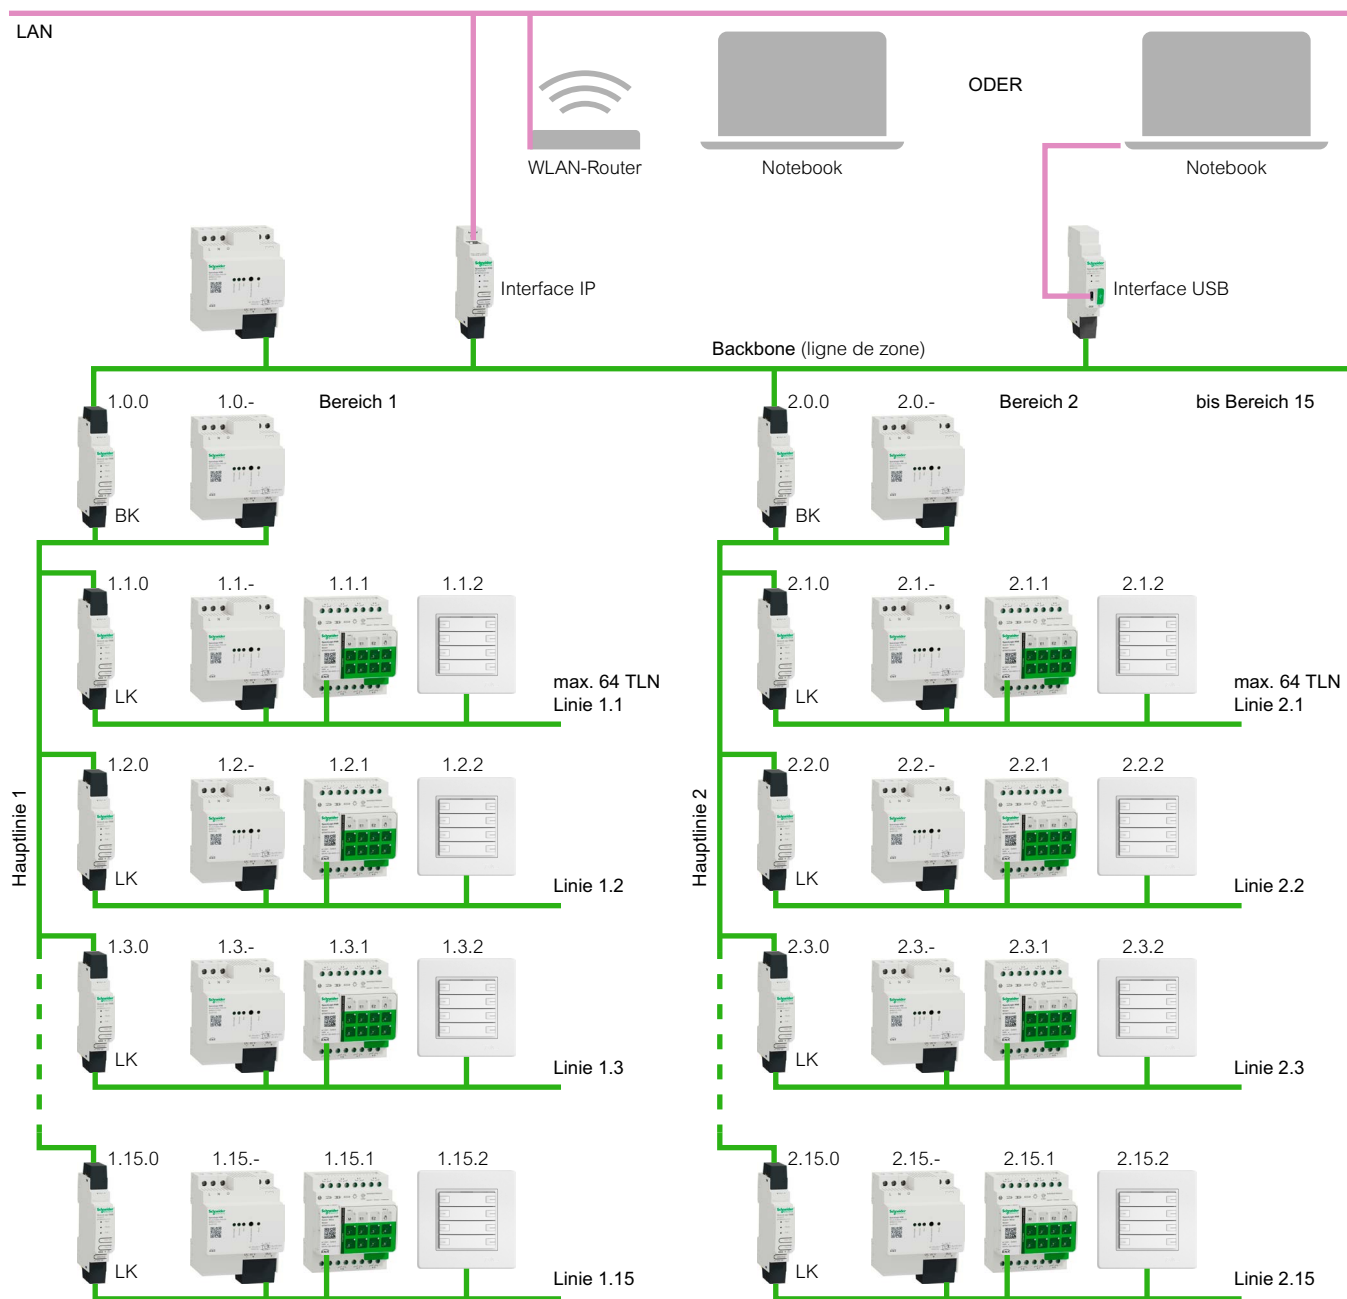 LAN
ODER
WLAN-Router
Notebook
Notebook
Interface IP
Interface USB
Backbone (ligne de zone)
1.0.0
1.0.-
Bereich 1
2.0.0
2.0.-
Bereich 2
bis Bereich 15
BK
BK
Hauptlinie 1
1.1.0
1.1.-
1.1.1
1.1.2
LK
max. 64 TLN
Linie 1.1
1.2.0
1.2.-
1.2.1
1.2.2
LK
Linie 1.2
1.3.0
1.3.-
1.3.1
1.3.2
LK
Linie 1.3
1.15.0
1.15.-
1.15.1
1.15.2
LK
Linie 1.15
Hauptlinie 2
2.1.0
2.1.-
2.1.1
2.1.2
LK
max. 64 TLN
Linie 2.1
2.2.0
2.2.-
2.2.1
2.2.2
LK
Linie 2.2
2.3.0
2.3.-
2.3.1
2.3.2
LK
Linie 2.3
2.15.0
2.15.-
2.15.1
2.15.2
LK
Linie 2.15